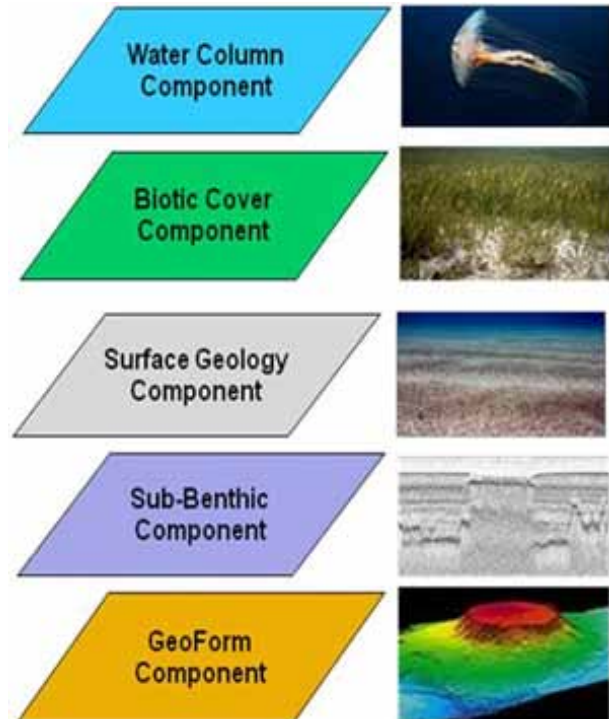 Water Column
Component
Biotic Cover
Component
Surface Geology
Component
Sub-Benthic
Component
GeoForm
Component